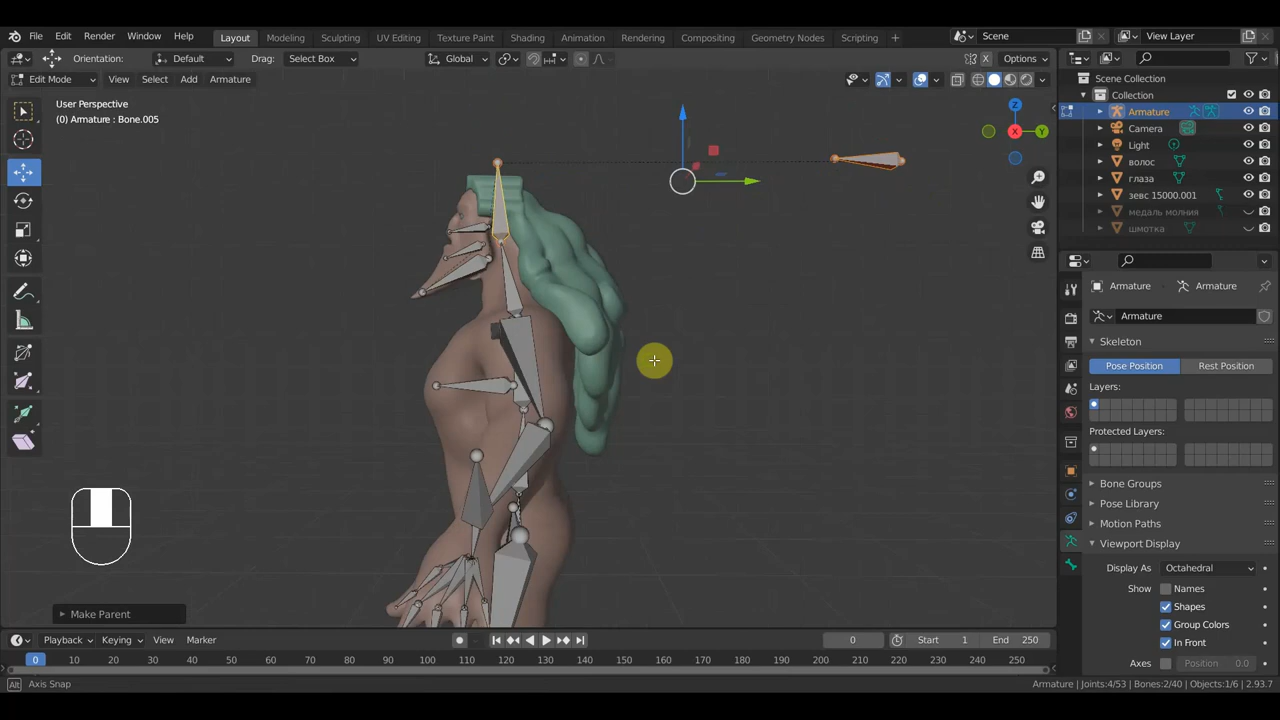 File Edit Render Window Help Layout Modeling Sculpting UV Editing Texture Paint Shading Animation Rendering Compositing Geometry Nodes Scripting Scene View Layer
Orientation: Default Drag: Select Box Global X Options
Edit Mode View Select Add Armature
User Perspective
(0) Armature : Bone.005
Z
Y
X
Scene Collection
Collection
Armature
Camera
Light
волос
глаза
зевс 15000.001
медаль молния
шмотка
Armature Armature
Armature
Skeleton
Pose Position Rest Position
Layers:
Protected Layers:
Bone Groups
Pose Library
Motion Paths
Viewport Display
Display As Octahedral
Show Names
Shapes
Group Colors
In Front
Axes Position 0.0
Make Parent
Playback Keying View Marker 0 Start 1 End 250
0 10 20 30 40 50 60 70 80 90 100 110 120 130 140 150 160 170 180 190 200 210 220 230 240 250
Alt Axis Snap Armature | Joints:4/53 | Bones:2/40 | Objects:1/6 | 2.93.7